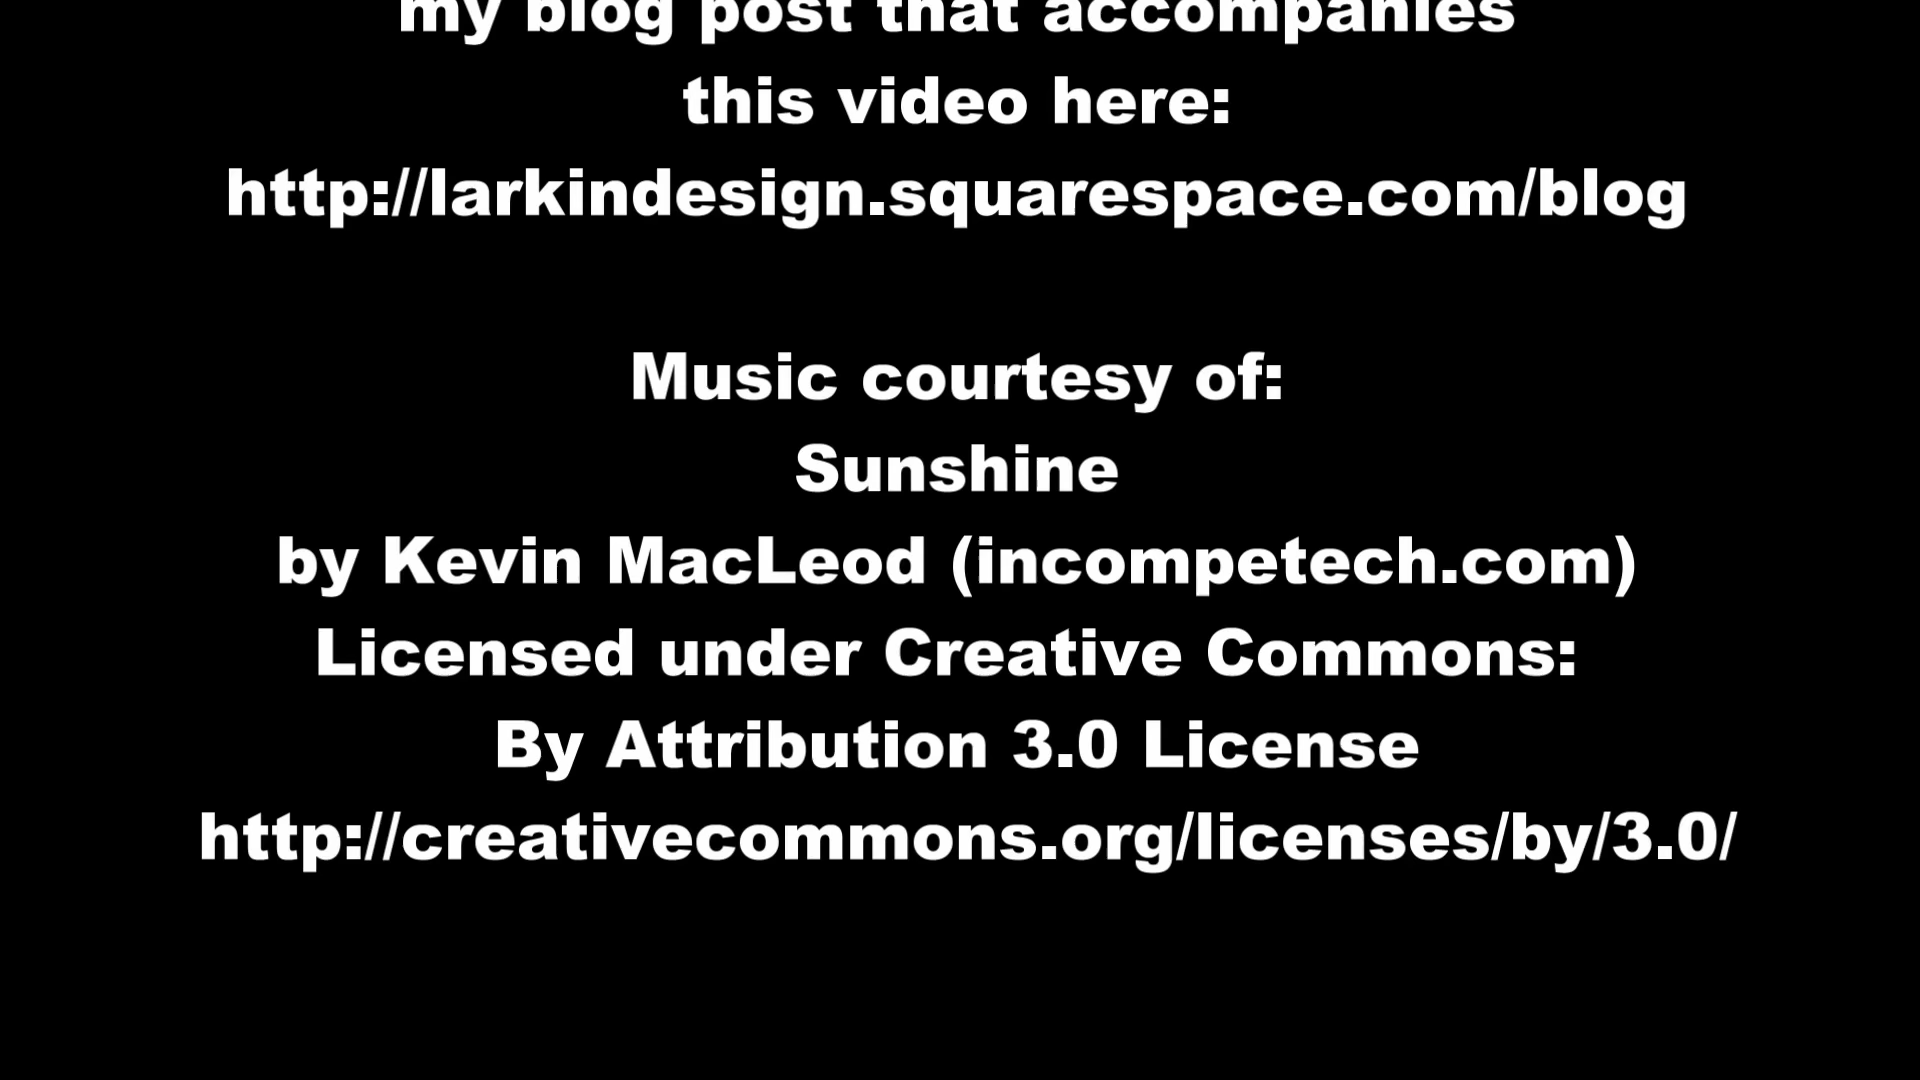 my blog post that accompanies
this video here:
http://larkindesign.squarespace.com/blog
Music courtesy of:
Sunshine
by Kevin MacLeod (incompetech.com)
Licensed under Creative Commons:
By Attribution 3.0 License
http://creativecommons.org/licenses/by/3.0/